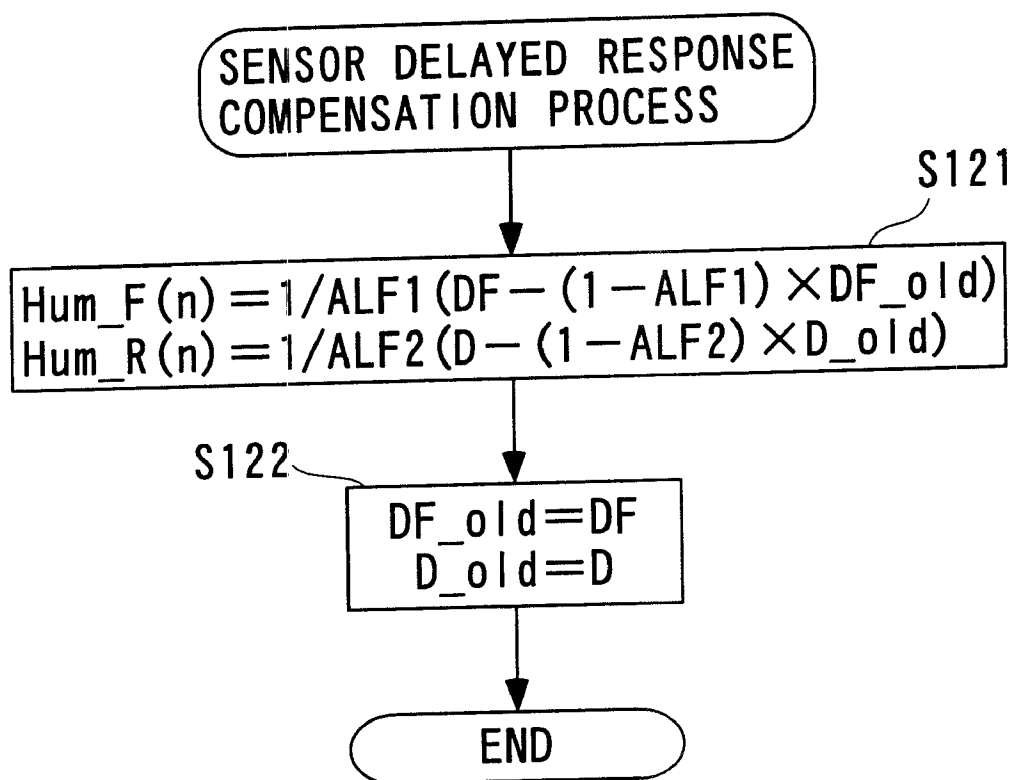 SENSOR DELAYED RESPONSE
COMPENSATION PROCESS
S121
Hum_F(n)=1/ALF1(DF-(1-ALF1)×DF_old)
Hum_R(n)=1/ALF2(D-(1-ALF2)×D_old)
S122
DF_old=DF
D_old=D
END